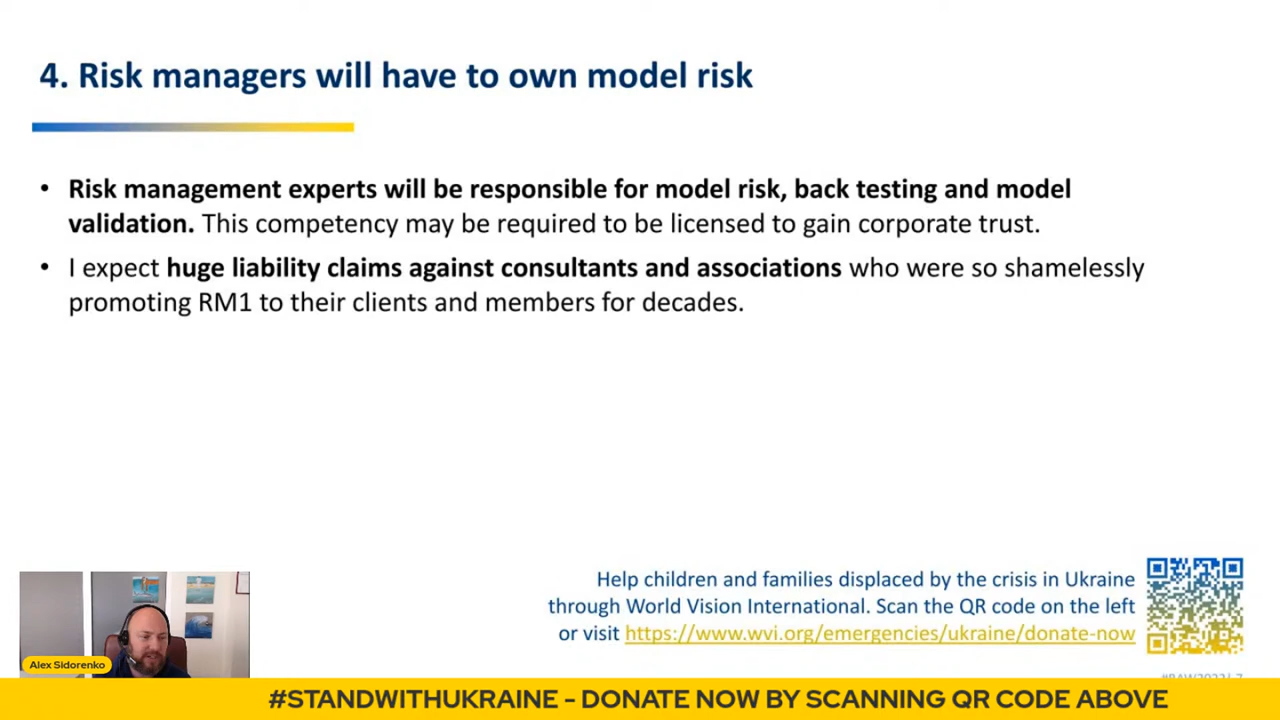 4. Risk managers will have to own model risk
• Risk management experts will be responsible for model risk, back testing and model
validation. This competency may be required to be licensed to gain corporate trust.
• I expect huge liability claims against consultants and associations who were so shamelessly
promoting RM1 to their clients and members for decades.
Help children and families displaced by the crisis in Ukraine
through World Vision International. Scan the QR code on the left
or visit https://www.wvi.org/emergencies/ukraine/donate-now
Alex Sidorenko
#STANDWITHUKRAINE - DONATE NOW BY SCANNING QR CODE ABOVE